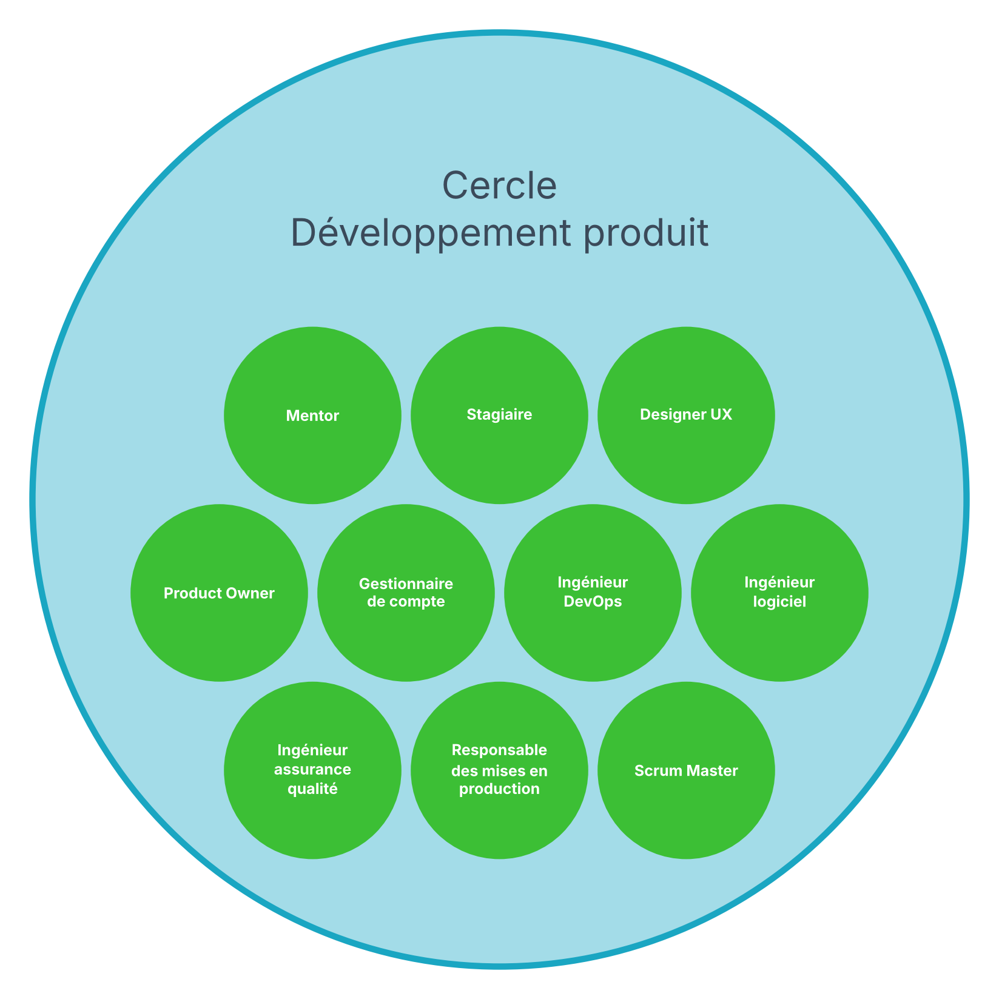 Cercle
Développement produit
Mentor
Stagiaire
Designer UX
Product Owner
Gestionnaire
de compte
Ingénieur
DevOps
Ingénieur
logiciel
Ingénieur
assurance
qualité
Responsable
des mises en
production
Scrum Master